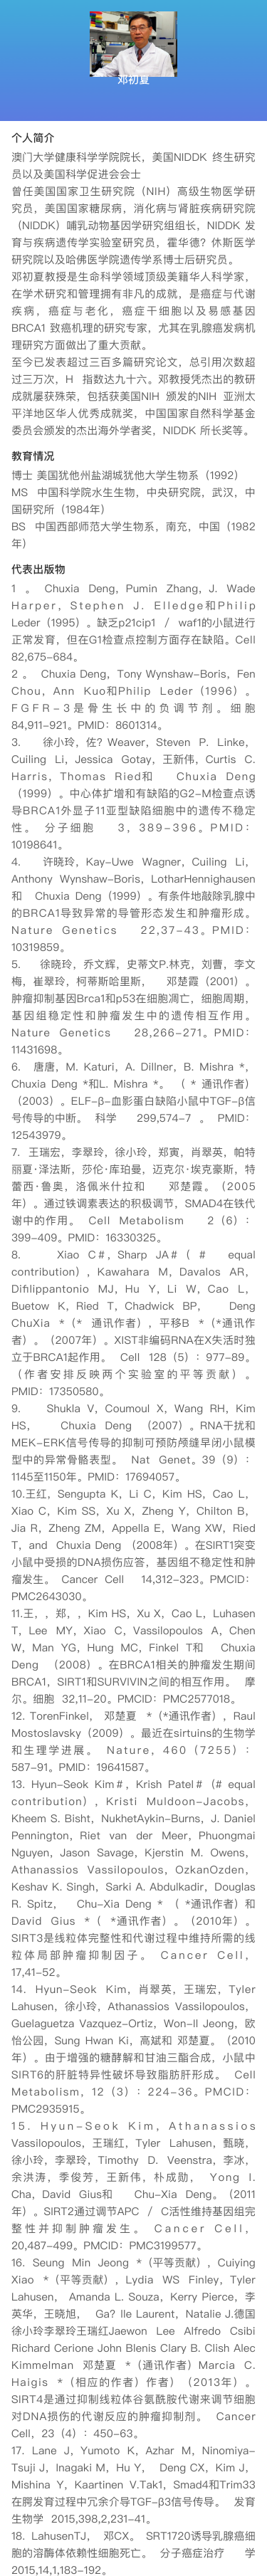 邓初夏
个人简介
澳门大学健康科学学院院长，美国NIDDK 终生研
究员以及美国科学促进会会士
曾任美国国家卫生研究院（NIH）高级生物医学研
究员，美国国家糖尿病，消化与肾脏疾病研究院
（NIDDK）哺乳动物基因学研究组组长，NIDDK 发
育与疾病遗传学实验室研究员，霍华德？休斯医学
研究院以及哈佛医学院遗传学系博士后研究员。
邓初夏教授是生命科学领域顶级美籍华人科学家，
在学术研究和管理拥有非凡的成就，是癌症与代谢
疾病，癌症与老化，癌症干细胞以及易感基因
BRCA1 致癌机理的研究专家，尤其在乳腺癌发病机
理研究方面做出了重大贡献。
至今已发表超过三百多篇研究论文，总引用次数超
过三万次，H 指数达九十六。邓教授凭杰出的教研
成就屡获殊荣，包括获美国NIH 颁发的NIH 亚洲太
平洋地区华人优秀成就奖，中国国家自然科学基金
委员会颁发的杰出海外学者奖，NIDDK 所长奖等。
教育情况
博士 美国犹他州盐湖城犹他大学生物系（1992）
MS 中国科学院水生生物，中央研究院，武汉，中
国研究所（1984年）
BS 中国西部师范大学生物系，南充，中国（1982
年）
代表出版物
1 。 Chuxia Deng，Pumin Zhang，J. Wade
Harper，Stephen J. Elledge和Philip
Leder（1995）。缺乏p21cip1 / waf1的小鼠进行
正常发育，但在G1检查点控制方面存在缺陷。Cell
82,675-684。
2 。 Chuxia Deng，Tony Wynshaw-Boris，Fen
Chou，Ann Kuo和Philip Leder（1996）。
FGFR-3是骨生长中的负调节剂。细胞
84,911-921。PMID：8601314。
3. 徐小玲，佐？Weaver，Steven P. Linke，
Cuiling Li，Jessica Gotay，王新伟，Curtis C.
Harris，Thomas Ried和 Chuxia Deng
（1999）。中心体扩增和有缺陷的G2-M检查点诱
导BRCA1外显子11亚型缺陷细胞中的遗传不稳定
性。 分子细胞 3，389-396。PMID：
10198641。
4. 许晓玲，Kay-Uwe Wagner，Cuiling Li，
Anthony Wynshaw-Boris，LotharHennighausen
和 Chuxia Deng（1999）。有条件地敲除乳腺中
的BRCA1导致异常的导管形态发生和肿瘤形成。
Nature Genetics 22,37-43。PMID：
10319859。
5. 徐晓玲，乔文辉，史蒂文P.林克，刘曹，李文
梅，崔翠玲，柯蒂斯哈里斯， 邓楚霞（2001）。
肿瘤抑制基因Brca1和p53在细胞凋亡，细胞周期，
基因组稳定性和肿瘤发生中的遗传相互作用。
Nature Genetics 28,266-271。PMID：
11431698。
6. 唐唐，M. Katuri，A. Dillner，B. Mishra *，
Chuxia Deng *和L. Mishra *。（ * 通讯作者）
（2003）。ELF-β-血影蛋白缺陷小鼠中TGF-β信
号传导的中断。 科学 299,574-7 。 PMID：
12543979。
7. 王瑞宏，李翠玲，徐小玲，郑寅，肖翠英，帕特
丽夏·泽法斯，莎伦·库珀曼，迈克尔·埃克豪斯，特
蕾西·鲁奥，洛佩米什拉和 邓楚霞。（2005
年）。通过铁调素表达的积极调节，SMAD4在铁代
谢中的作用。 Cell Metabolism 2（6）：
399-409。PMID：16330325。
8. Xiao C#，Sharp JA#（ # equal
contribution），Kawahara M，Davalos AR，
Difilippantonio MJ，Hu Y，Li W，Cao L，
Buetow K，Ried T，Chadwick BP， Deng
ChuXia *（* 通讯作者），平移B *（*通讯作
者）。（2007年）。XIST非编码RNA在X失活时独
立于BRCA1起作用。 Cell 128（5）：977-89。
（作者安排反映两个实验室的平等贡献）。
PMID：17350580。
9. Shukla V，Coumoul X，Wang RH，Kim
HS， Chuxia Deng （2007）。RNA干扰和
MEK-ERK信号传导的抑制可预防颅缝早闭小鼠模
型中的异常骨骼表型。 Nat Genet。39（9）：
1145至1150年。PMID：17694057。
10.王红，Sengupta K，Li C，Kim HS，Cao L，
Xiao C，Kim SS，Xu X，Zheng Y，Chilton B，
Jia R，Zheng ZM，Appella E，Wang XW，Ried
T，and Chuxia Deng （2008年）。在SIRT1突变
小鼠中受损的DNA损伤应答，基因组不稳定性和肿
瘤发生。 Cancer Cell 14,312-323。PMCID：
PMC2643030。
11.王，，郑，，Kim HS，Xu X，Cao L，Luhasen
T，Lee MY，Xiao C，Vassilopoulos A，Chen
W，Man YG，Hung MC，Finkel T和 Chuxia
Deng （2008）。在BRCA1相关的肿瘤发生期间
BRCA1，SIRT1和SURVIVIN之间的相互作用。 摩
尔。细胞 32,11-20。PMCID：PMC2577018。
12. TorenFinkel， 邓楚夏 *（*通讯作者），Raul
Mostoslavsky（2009）。最近在sirtuins的生物学
和生理学进展。 Nature，460（7255）：
587-91。PMID：19641587。
13. Hyun-Seok Kim#，Krish Patel#（# equal
contribution），Kristi Muldoon-Jacobs，
Kheem S. Bisht，NukhetAykin-Burns，J. Daniel
Pennington，Riet van der Meer，Phuongmai
Nguyen，Jason Savage，Kjerstin M. Owens，
Athanassios Vassilopoulos，OzkanOzden，
Keshav K. Singh，Sarki A. Abdulkadir，Douglas
R. Spitz， Chu-Xia Deng *（ *通讯作者）和
David Gius *（ *通讯作者）。（2010年）。
SIRT3是线粒体完整性和代谢过程中维持所需的线
粒体局部肿瘤抑制因子。 Cancer Cell，
17,41-52。
14. Hyun-Seok Kim，肖翠英，王瑞宏，Tyler
Lahusen，徐小玲，Athanassios Vassilopoulos，
Guelaguetza Vazquez-Ortiz，Won-Il Jeong，欧
怡公园，Sung Hwan Ki，高斌和 邓楚夏。（2010
年）。由于增强的糖酵解和甘油三酯合成，小鼠中
SIRT6的肝脏特异性破坏导致脂肪肝形成。 Cell
Metabolism，12（3）：224-36。PMCID：
PMC2935915。
15. Hyun-Seok Kim，Athanassios
Vassilopoulos，王瑞红，Tyler Lahusen，甄晓，
徐小玲，李翠玲，Timothy D. Veenstra，李冰，
余洪涛，季俊芳，王新伟，朴成勋， Yong I.
Cha，David Gius和 Chu-Xia Deng。（2011
年）。SIRT2通过调节APC / C活性维持基因组完
整性并抑制肿瘤发生。 Cancer Cell，
20,487-499。PMCID：PMC3199577。
16. Seung Min Jeong *（平等贡献），Cuiying
Xiao *（平等贡献），Lydia WS Finley，Tyler
Lahusen， Amanda L. Souza，Kerry Pierce，李
英华，王晓旭， Ga？lle Laurent，Natalie J.德国
徐小玲李翠玲王瑞红Jaewon Lee Alfredo Csibi
Richard Cerione John Blenis Clary B. Clish Alec
Kimmelman 邓楚夏 *（通讯作者）Marcia C.
Haigis *（相应的作者）作者）（2013年）。
SIRT4是通过抑制线粒体谷氨酰胺代谢来调节细胞
对DNA损伤的代谢反应的肿瘤抑制剂。 Cancer
Cell，23（4）：450-63。
17. Lane J，Yumoto K，Azhar M，Ninomiya-
Tsuji J，Inagaki M，Hu Y， Deng CX，Kim J，
Mishina Y，Kaartinen V.Tak1，Smad4和Trim33
在腭发育过程中冗余介导TGF-β3信号传导。 发育
生物学 2015,398,2,231-41。
18. LahusenTJ， 邓CX。 SRT1720诱导乳腺癌细
胞的溶酶体依赖性细胞死亡。 分子癌症治疗 学
2015,14,1,183-192。